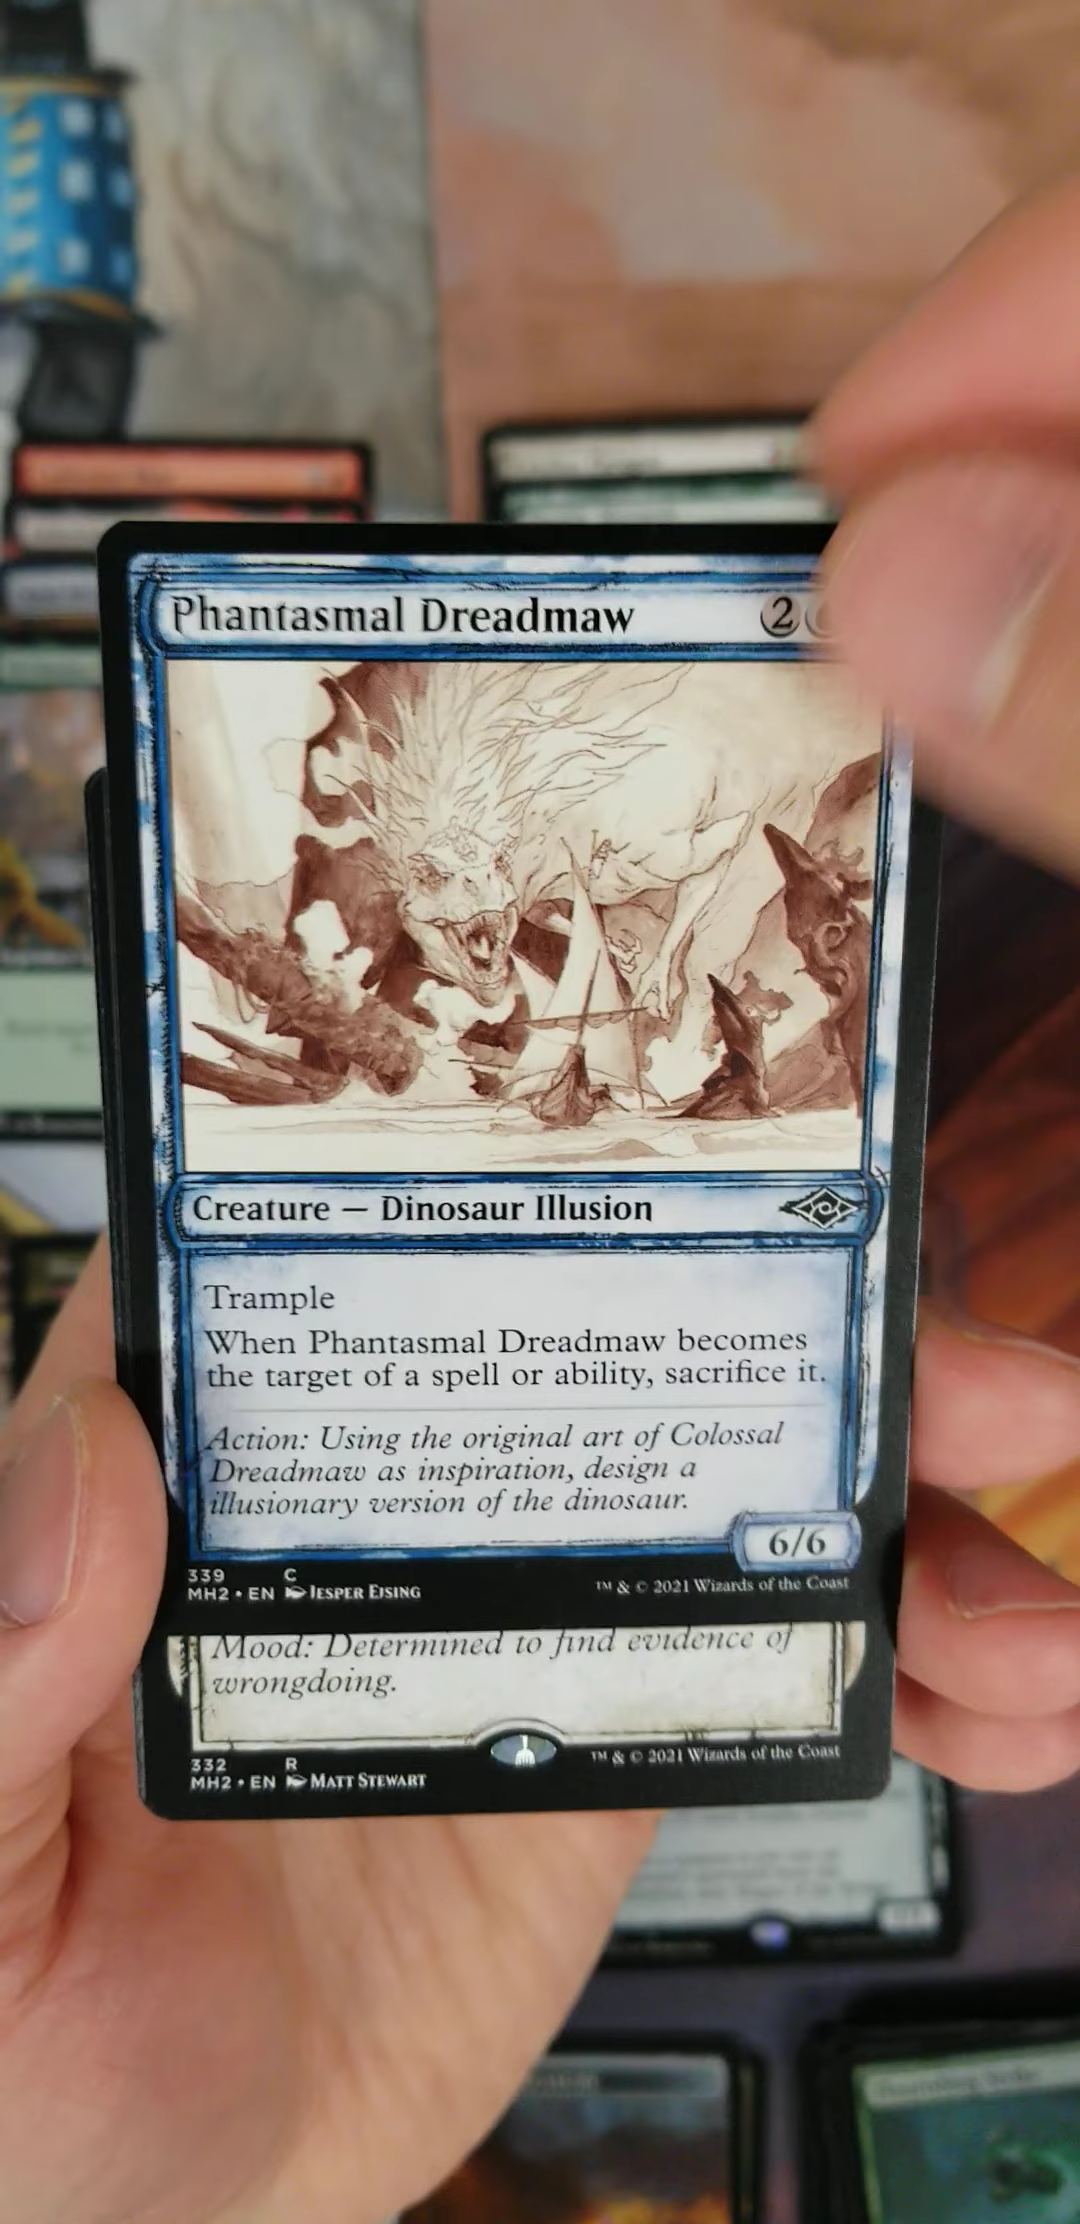 Phantasmal Dreadmaw 2
Creature — Dinosaur Illusion
Trample
When Phantasmal Dreadmaw becomes
the target of a spell or ability, sacrifice it.
Action: Using the original art of Colossal
Dreadmaw as inspiration, design a
illusionary version of the dinosaur.
6/6
339 C
MH2 • EN JESPER EJSING
™ & © 2021 Wizards of the Coast
Mood: Determined to find evidence of
wrongdoing.
332 R
MH2 • EN MATT STEWART
™ & © 2021 Wizards of the Coast